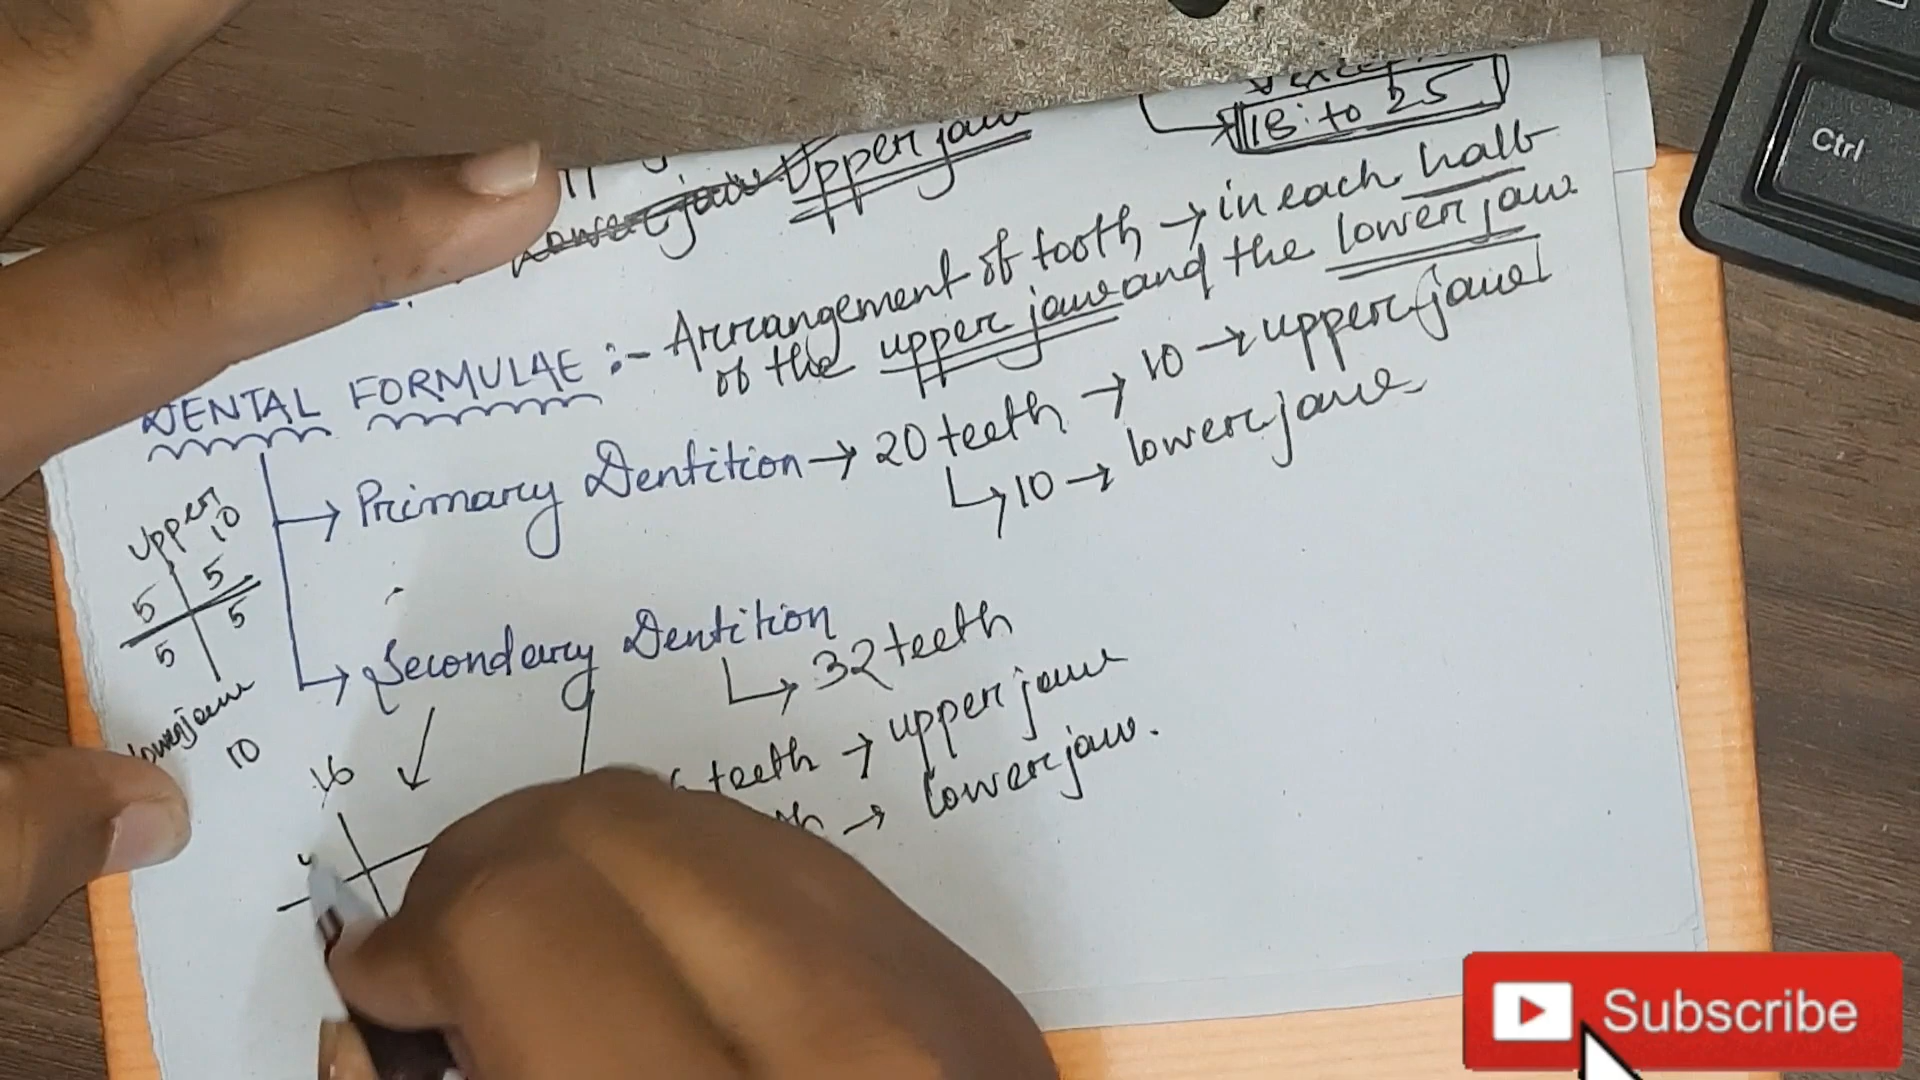 18 to 25
Lower jaw Upper jaw
DENTAL FORMULAE :- Arrangement of tooth → in each half
of the upper jaw and the lower jaw
Primary Dentition → 20 teeth → 10 → upper jaw
10 → lower jaw
upper
10
5 5
5 5
lower jaw
10
Secondary Dentition
32 teeth
teeth → upper jaw
→ lower jaw.
16
Ctrl
Subscribe